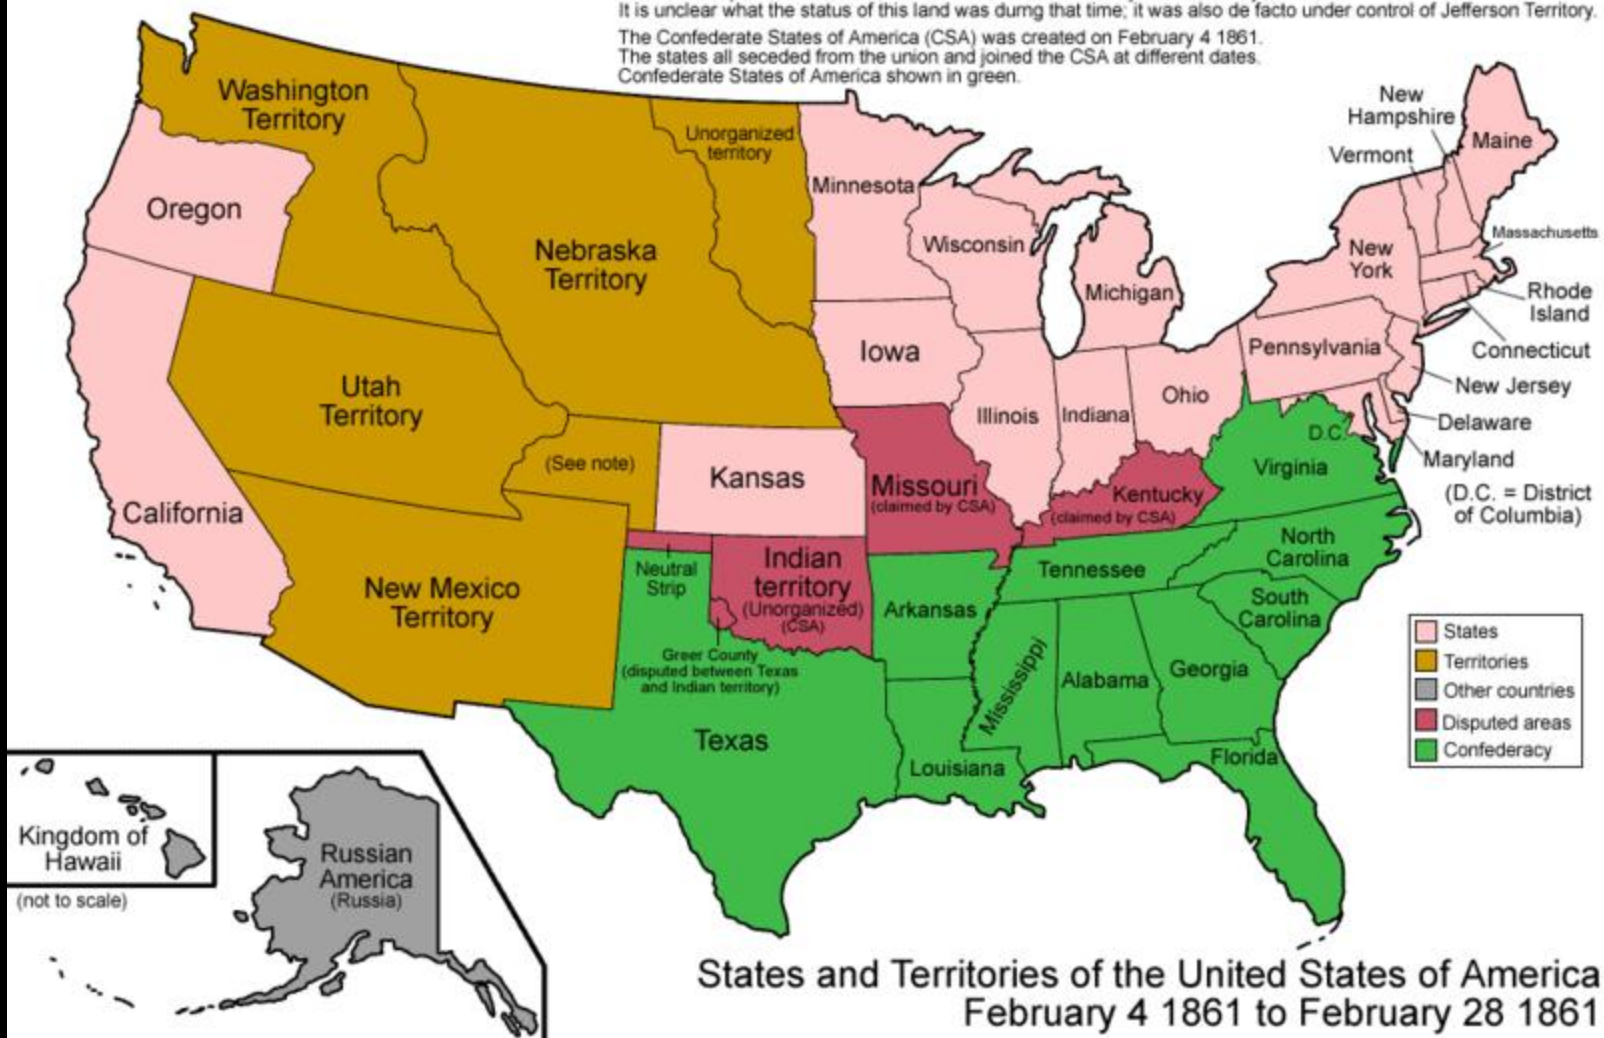 It is unclear what the status of this land was durng that time; it was also de facto under control of Jefferson Territory.
The Confederate States of America (CSA) was created on February 4 1861.
The states all seceded from the union and joined the CSA at different dates.
Confederate States of America shown in green.
Washington
Territory
Oregon
California
Nebraska
Territory
Unorganized
territory
Utah
Territory
(See note)
New Mexico
Territory
Kansas
Minnesota
Wisconsin
Michigan
Iowa
Illinois
Indiana
Ohio
Pennsylvania
New
York
New
Hampshire
Vermont
Maine
Massachusetts
Rhode
Island
Connecticut
New Jersey
Delaware
Maryland
(D.C. = District
of Columbia)
D.C.
Virginia
Missouri
(claimed by CSA)
Kentucky
(claimed by CSA)
Indian
territory
(Unorganized)
(CSA)
Neutral
Strip
Greer County
(disputed between Texas
and Indian territory)
Texas
Arkansas
Louisiana
Tennessee
Mississippi
Alabama
Georgia
Florida
North
Carolina
South
Carolina
States
Territories
Other countries
Disputed areas
Confederacy
Kingdom of
Hawaii
(not to scale)
Russian
America
(Russia)
States and Territories of the United States of America
February 4 1861 to February 28 1861